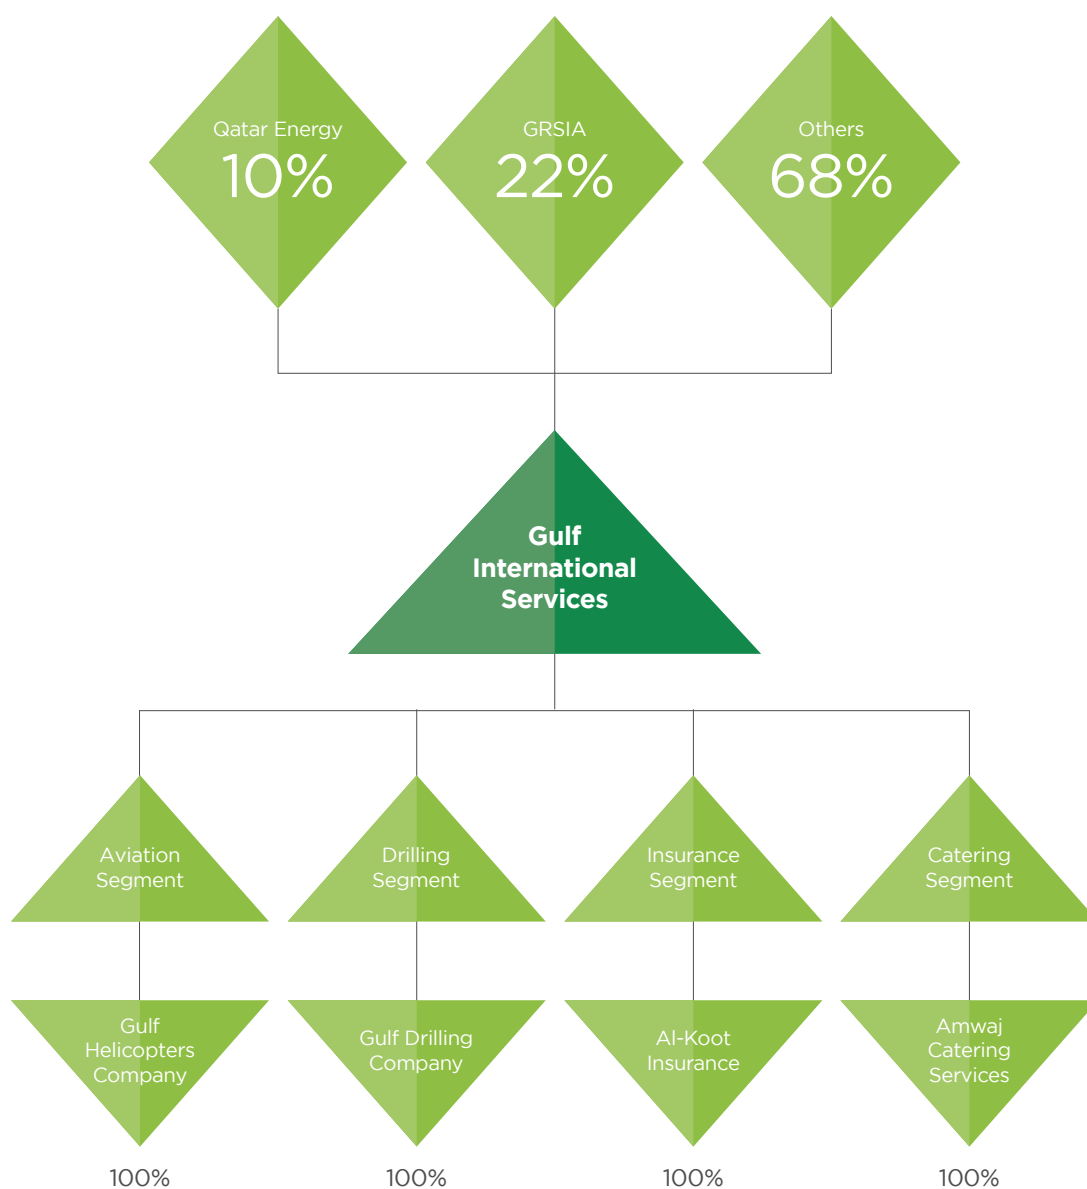 Qatar Energy
10%
GRSIA
22%
Others
68%
Gulf
International
Services
Aviation
Segment
Drilling
Segment
Insurance
Segment
Catering
Segment
Gulf
Helicopters
Company
Gulf Drilling
Company
Al-Koot
Insurance
Amwaj
Catering
Services
100%
100%
100%
100%